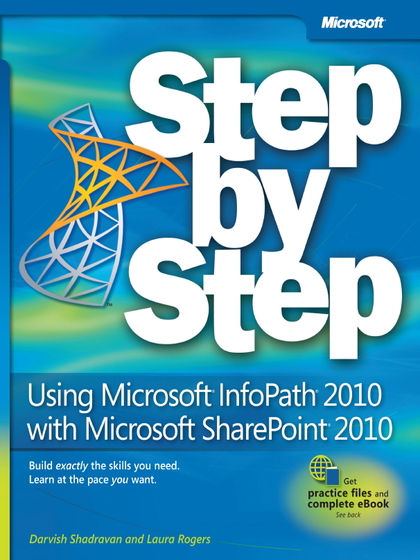 Microsoft®
Step
by
Step
™
Using Microsoft® InfoPath® 2010
with Microsoft SharePoint® 2010
Build exactly the skills you need.
Learn at the pace you want.
Get
practice files and
complete eBook
See back
Darvish Shadravan and Laura Rogers